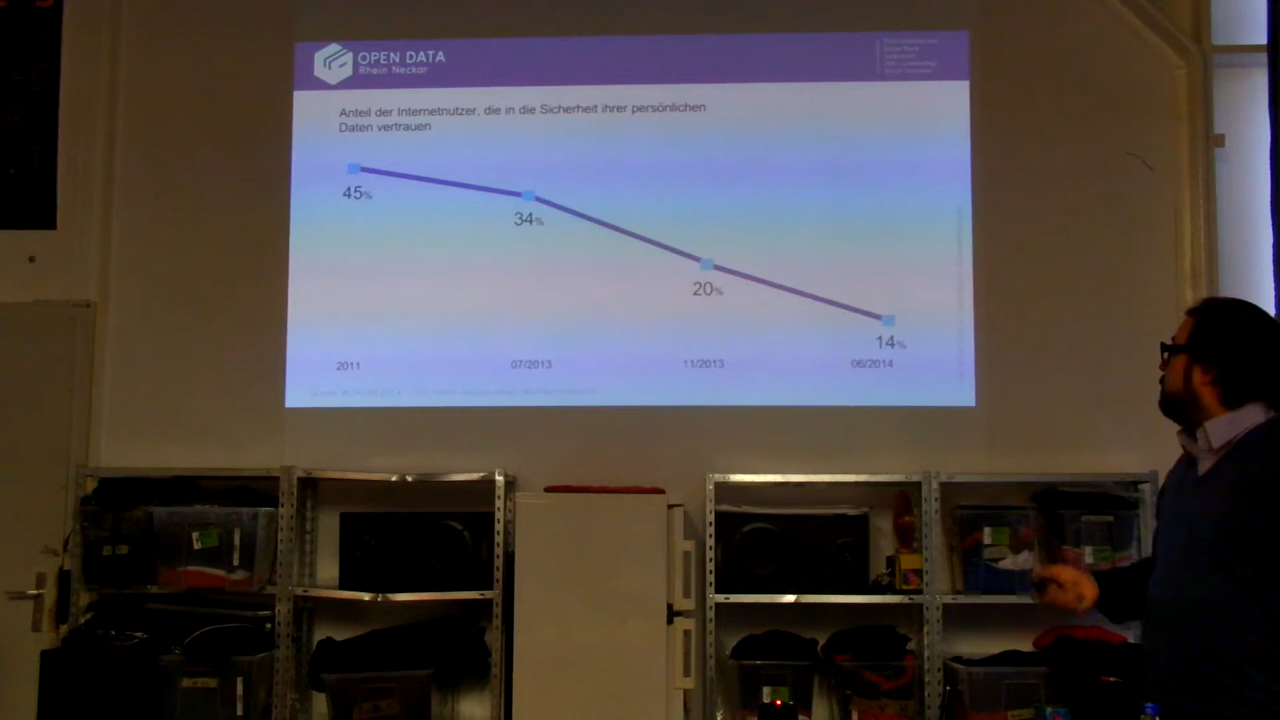 OPEN DATA
Rhein Neckar
Anteil der Internetnutzer, die in die Sicherheit ihrer persönlichen
Daten vertrauen
45%
34%
20%
14%
2011
07/2013
11/2013
06/2014